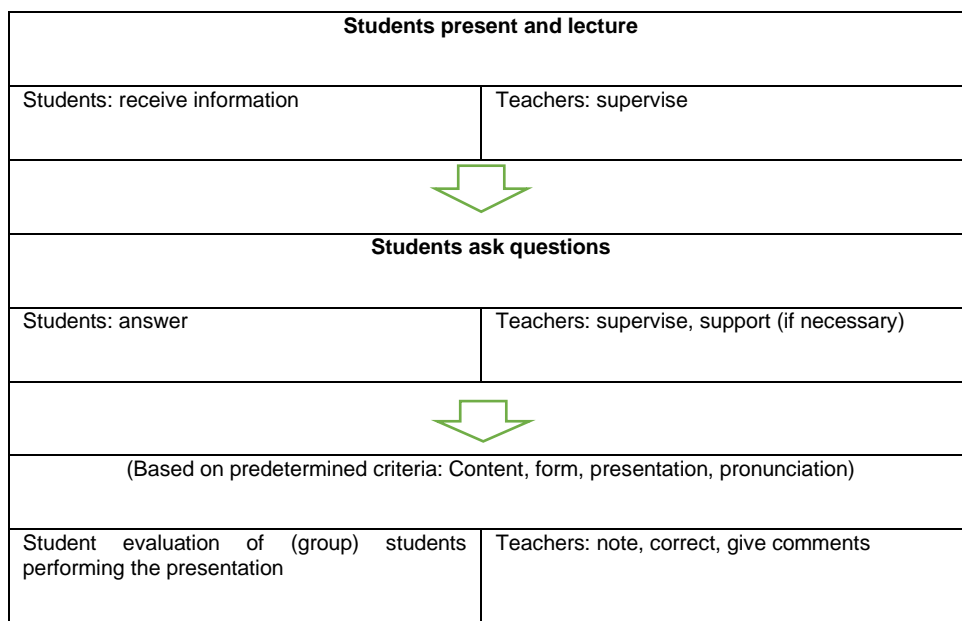 Students present and lecture
Students: receive information
Teachers: supervise
Students ask questions
Students: answer
Teachers: supervise, support (if necessary)
(Based on predetermined criteria: Content, form, presentation, pronunciation)
Student evaluation of (group) students
performing the presentation
Teachers: note, correct, give comments